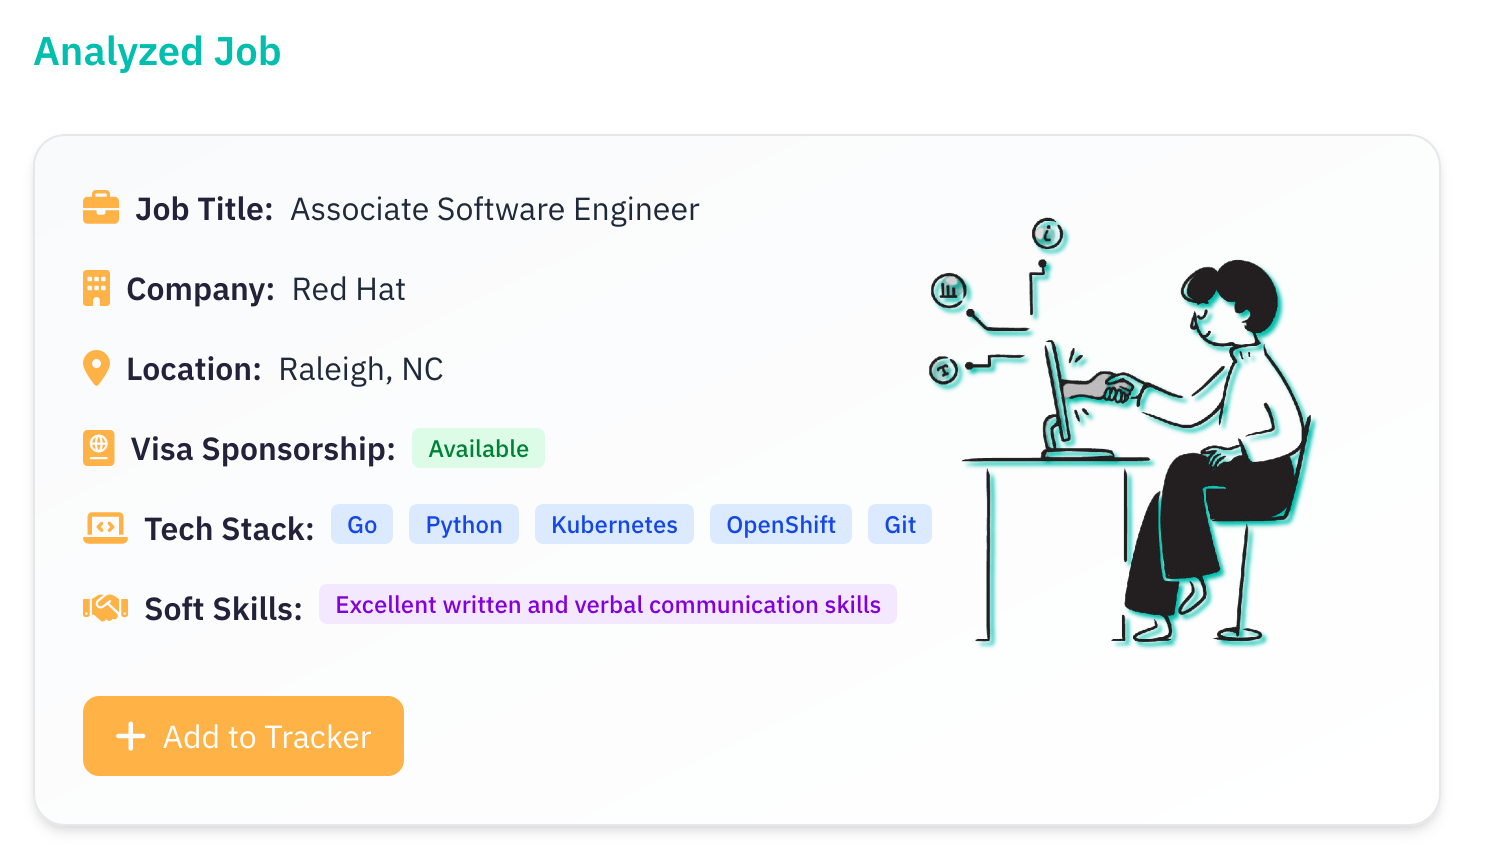 Analyzed Job
Job Title: Associate Software Engineer
Company: Red Hat
Location: Raleigh, NC
Visa Sponsorship: Available
Tech Stack: Go Python Kubernetes OpenShift Git
Soft Skills: Excellent written and verbal communication skills
+ Add to Tracker